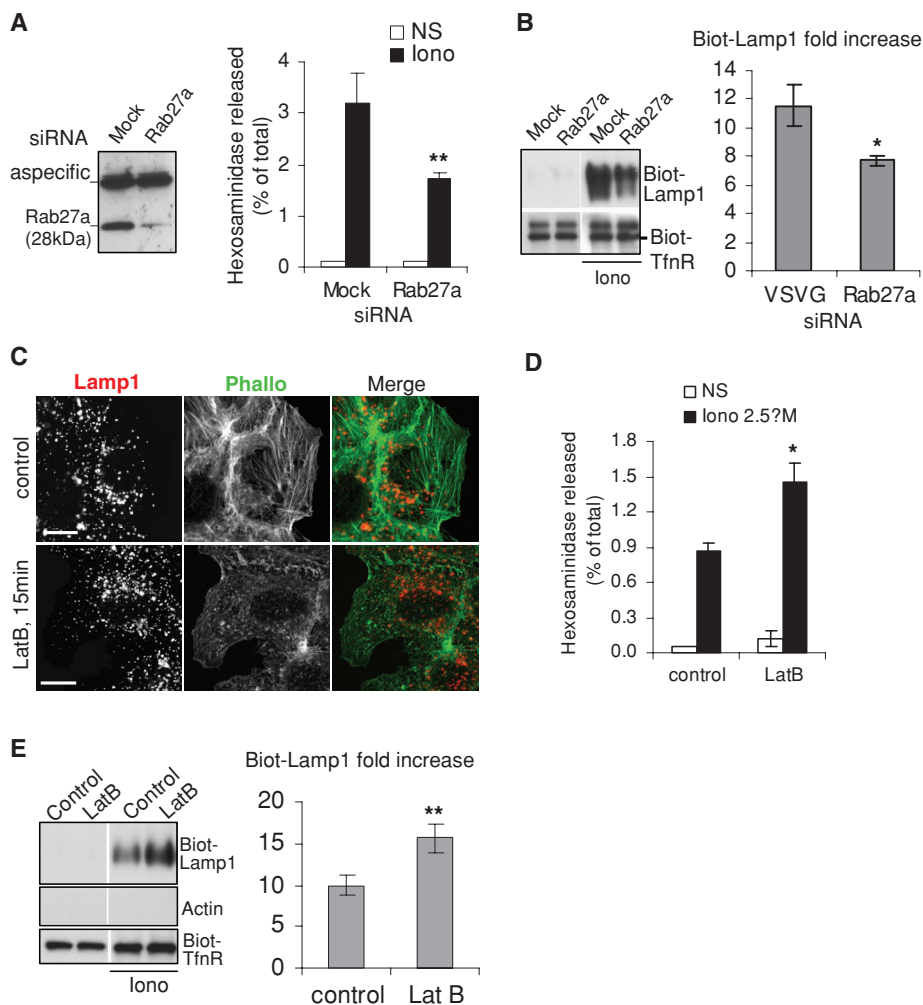 A
siRNA
Mock
Rab27a
aspecific
Rab27a
(28kDa)
NS
Iono
Hexosaminidase released
(% of total)
4
3
2
1
0
**
Mock
Rab27a
siRNA
B
Mock
Rab27a
Mock
Rab27a
Biot-
Lamp1
Biot-
TfnR
Iono
Biot-Lamp1 fold increase
14
12
10
8
6
4
2
0
*
VSVG
Rab27a
siRNA
C
Lamp1
Phallo
Merge
control
LatB, 15min
D
NS
Iono 2.5?M
Hexosaminidase released
(% of total)
1.8
1.5
1.2
0.9
0.6
0.3
0.0
*
control
LatB
E
Control
LatB
Control
LatB
Biot-
Lamp1
Actin
Biot-
TfnR
Iono
Biot-Lamp1 fold increase
20
15
10
5
0
**
control
Lat B